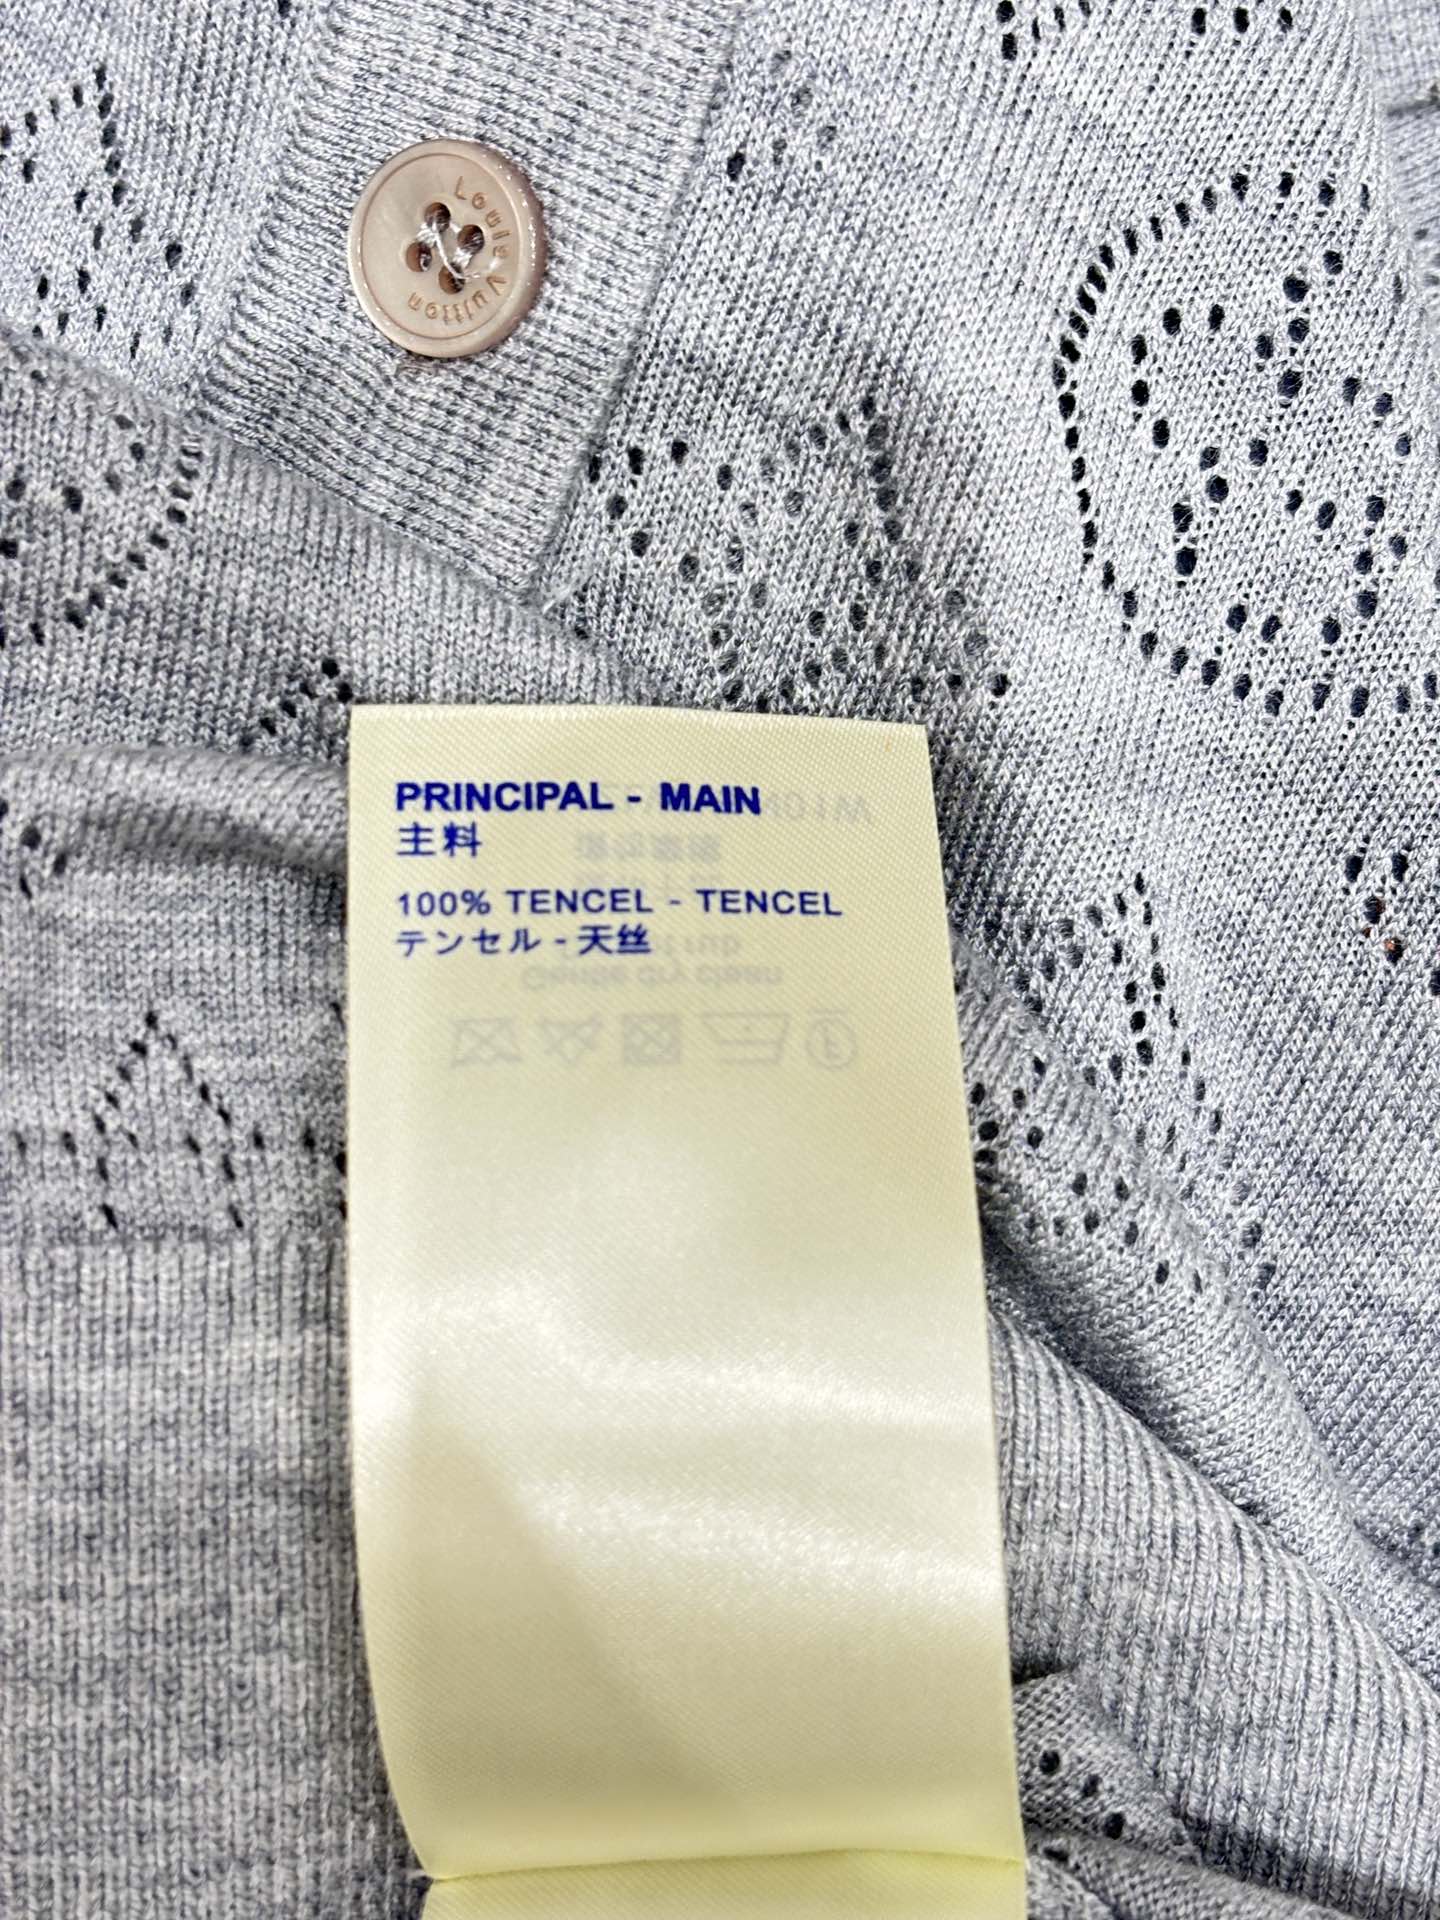 Louis Vuitton
PRINCIPAL - MAIN
主料
100% TENCEL - TENCEL
テンセル - 天丝